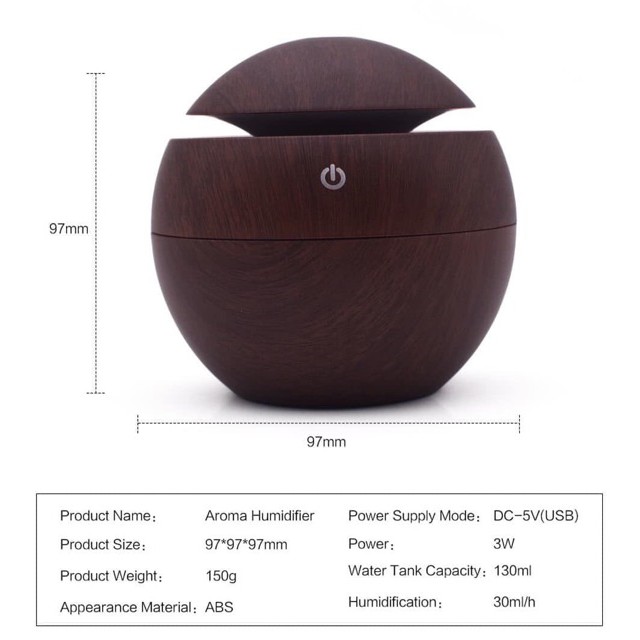 97mm
97mm
Product Name: Aroma Humidifier
Power Supply Mode: DC-5V(USB)
Product Size: 97*97*97mm
Power: 3W
Product Weight: 150g
Water Tank Capacity: 130ml
Appearance Material: ABS
Humidification: 30ml/h